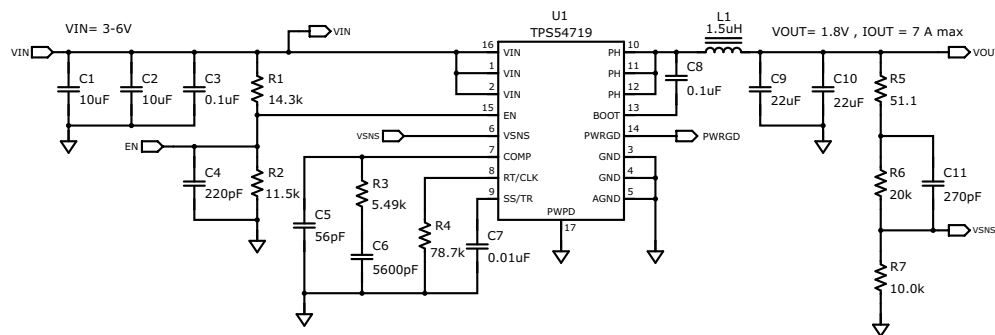 VIN= 3-6V
VIN
VIN
U1
TPS54719
L1
1.5uH
VOUT= 1.8V , IOUT = 7 A max
VOU
C1
10uF
C2
10uF
C3
0.1uF
R1
14.3k
16 VIN
1 VIN
2 VIN
15 EN
6 VSNS
7 COMP
8 RT/CLK
9 SS/TR
PH 10
PH 11
PH 12
BOOT 13
PWRGD 14
GND 3
GND 4
AGND 5
PWPD
17
C8
0.1uF
C9
22uF
C10
22uF
R5
51.1
VSNS
PWRGD
EN
C4
220pF
R2
11.5k
R3
5.49k
R4
78.7k
C5
56pF
C6
5600pF
C7
0.01uF
R6
20k
C11
270pF
VSNS
R7
10.0k